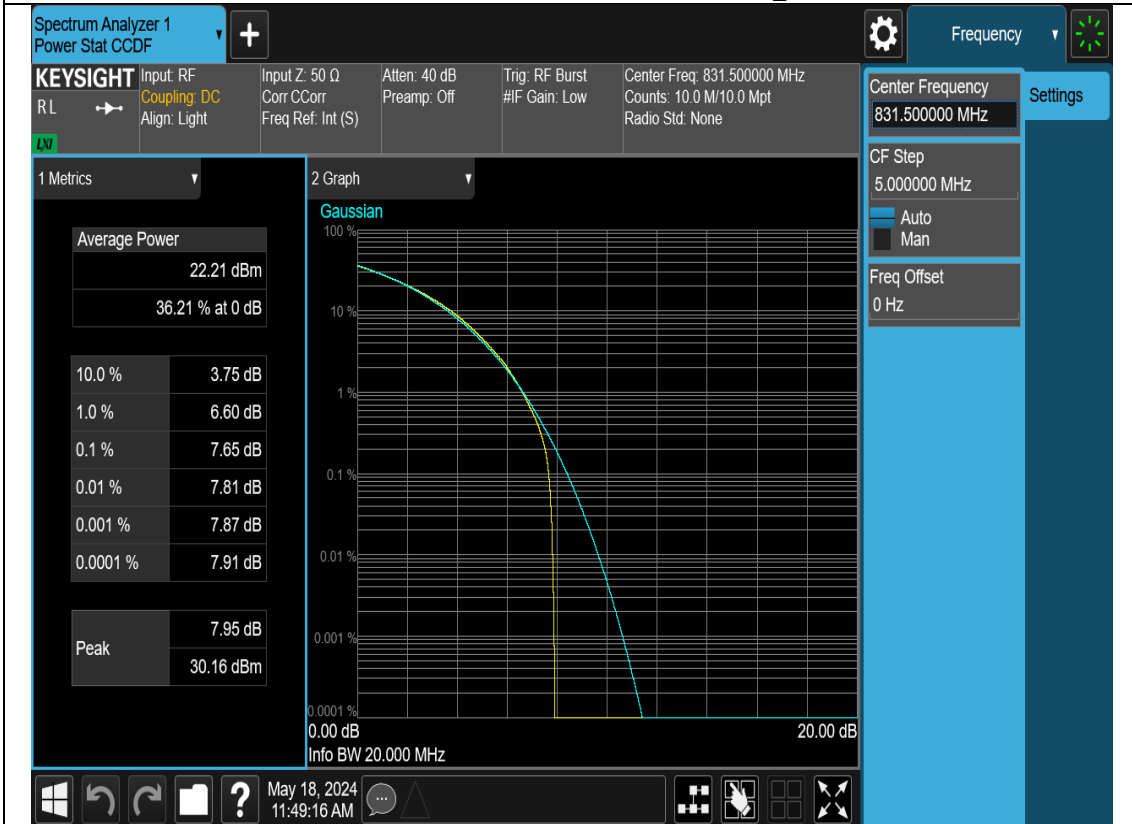 Spectrum Analyzer 1
Power Stat CCDF
Frequency
KEYSIGHT
R L
LXI
Input: RF
Coupling: DC
Align: Light
Input Z: 50 Ω
Corr CCorr
Freq Ref: Int (S)
Atten: 40 dB
Preamp: Off
Trig: RF Burst
#IF Gain: Low
Center Freq: 831.500000 MHz
Counts: 10.0 M/10.0 Mpt
Radio Std: None
Center Frequency
831.500000 MHz
Settings
CF Step
5.000000 MHz
Auto
Man
Freq Offset
0 Hz
1 Metrics
Average Power
22.21 dBm
36.21 % at 0 dB
10.0 % 3.75 dB
1.0 % 6.60 dB
0.1 % 7.65 dB
0.01 % 7.81 dB
0.001 % 7.87 dB
0.0001 % 7.91 dB
Peak
7.95 dB
30.16 dBm
2 Graph
Gaussian
100 %
10 %
1 %
0.1 %
0.01 %
0.001 %
0.0001 %
0.00 dB 20.00 dB
Info BW 20.000 MHz
?
May 18, 2024
11:49:16 AM